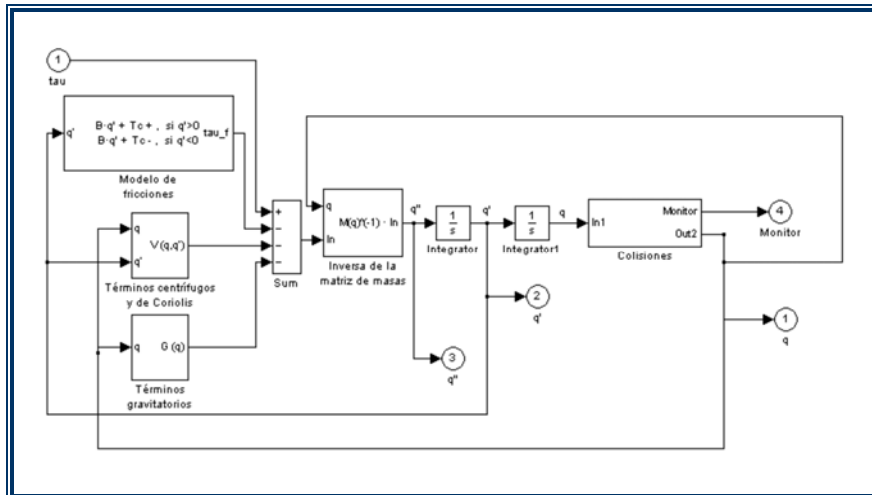 1
tau
q'
B·q' + Tc+ , si q'>0
B·q' + Tc- , si q'<0
tau_f
Modelo de
fricciones
q
q'
V(q,q')
Términos centrífugos
y de Coriolis
q
G (q)
Términos
gravitatorios
+
−
−
−
Sum
q
In
M(q)^(-1) · In
Inversa de la
matriz de masas
q''
1
s
Integrator
q'
1
s
Integrator1
q
In1
Monitor
Out2
Colisiones
4
Monitor
2
q'
3
q''
1
q